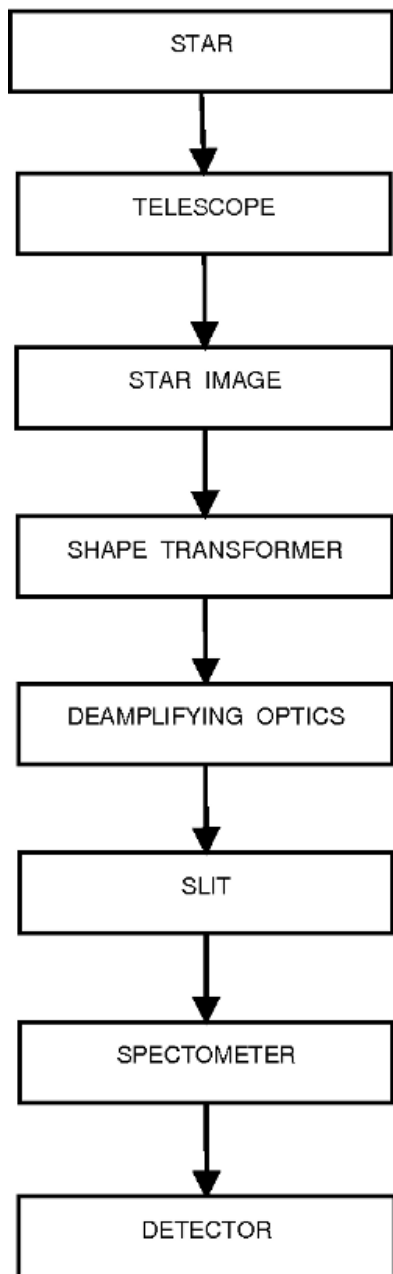 STAR
TELESCOPE
STAR IMAGE
SHAPE TRANSFORMER
DEAMPLIFYING OPTICS
SLIT
SPECTOMETER
DETECTOR